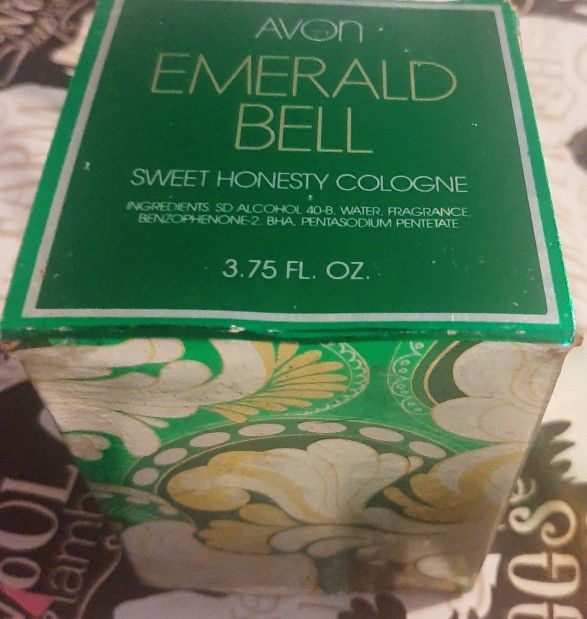 AVON
EMERALD
BELL
SWEET HONESTY COLOGNE
INGREDIENTS SD ALCOHOL 40-B, WATER, FRAGRANCE,
BENZOPHENONE-2, BHA, PENTASODIUM PENTETATE
3.75 FL. OZ.